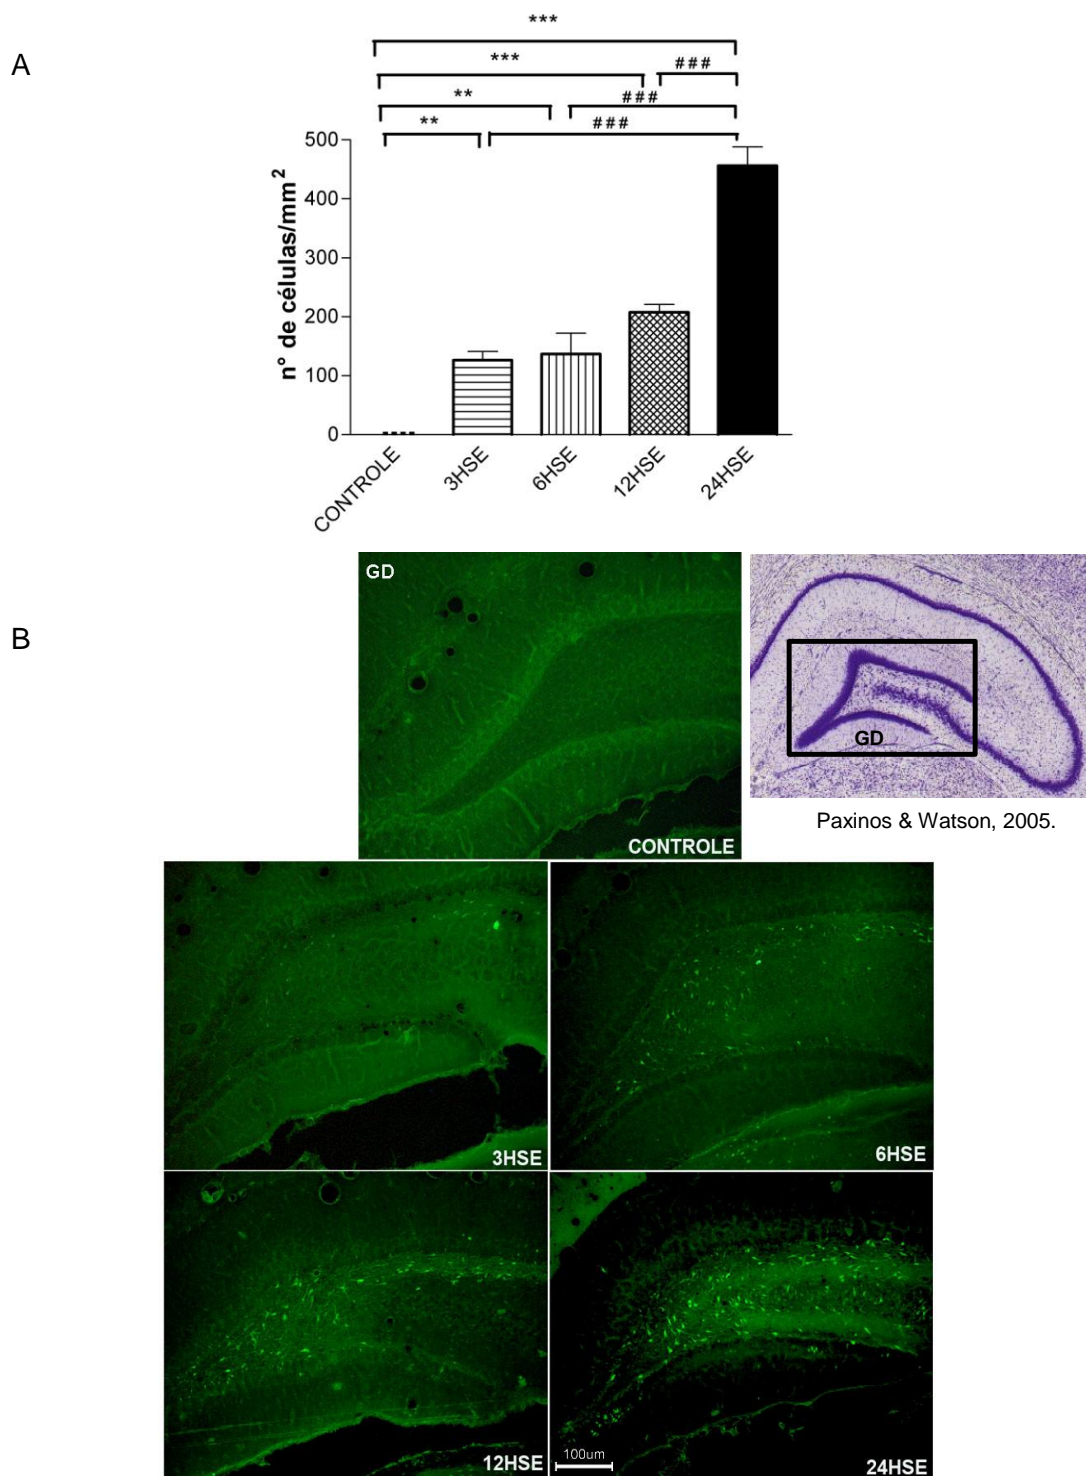 A
***
***
###
**
###
**
###
nº de células/mm²
500
400
300
200
100
0
CONTROLE
3HSE
6HSE
12HSE
24HSE
B
GD
CONTROLE
GD
Paxinos & Watson, 2005.
3HSE
6HSE
12HSE
100um
24HSE